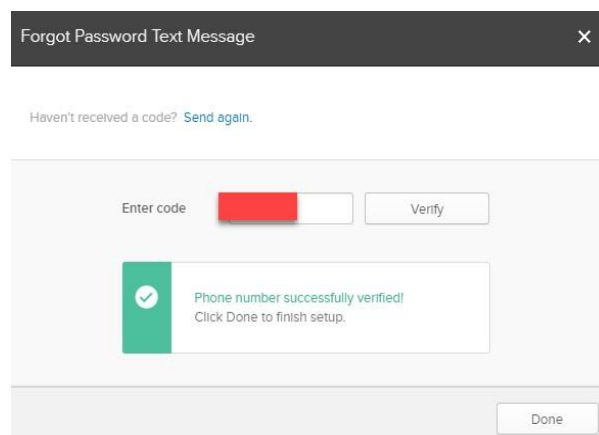 Forgot Password Text Message
Haven't received a code? Send again.
Enter code
Verify
Phone number successfully verified!
Click Done to finish setup.
Done